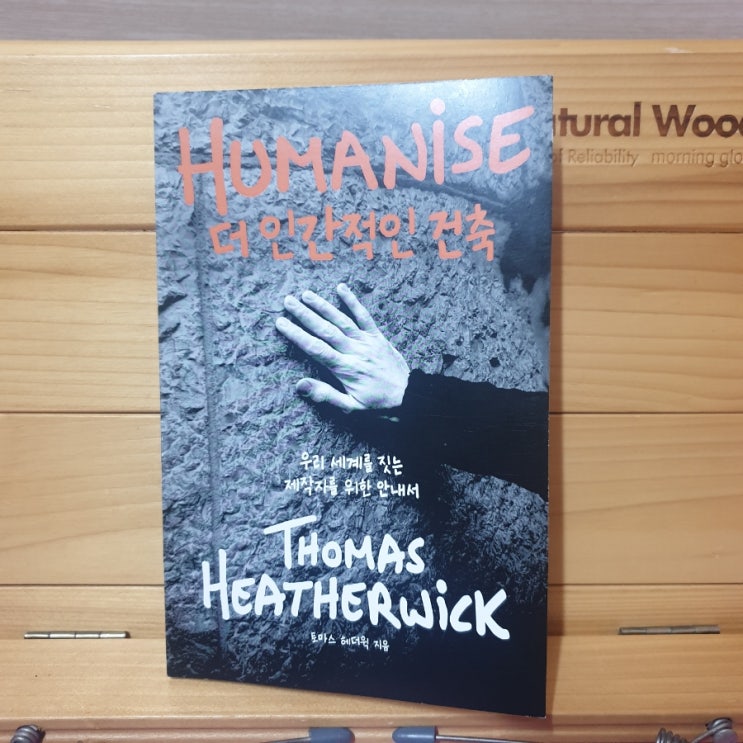 HUMANISE
더 인간적인 건축
우리 세계를 짓는
제작자를 위한 안내서
THOMAS
HEATHERWICK
토마스 헤더윅 지음
Wood
of Reliability morning glo